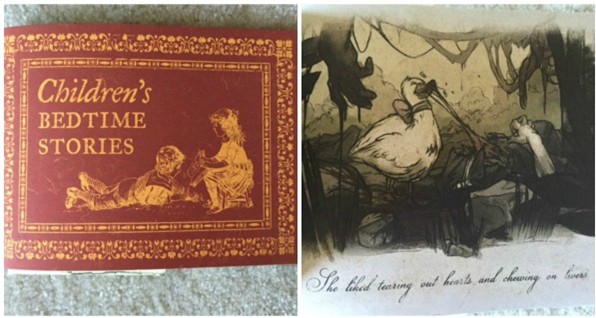 Children's
BEDTIME
STORIES
She liked tearing out hearts and chewing on livers